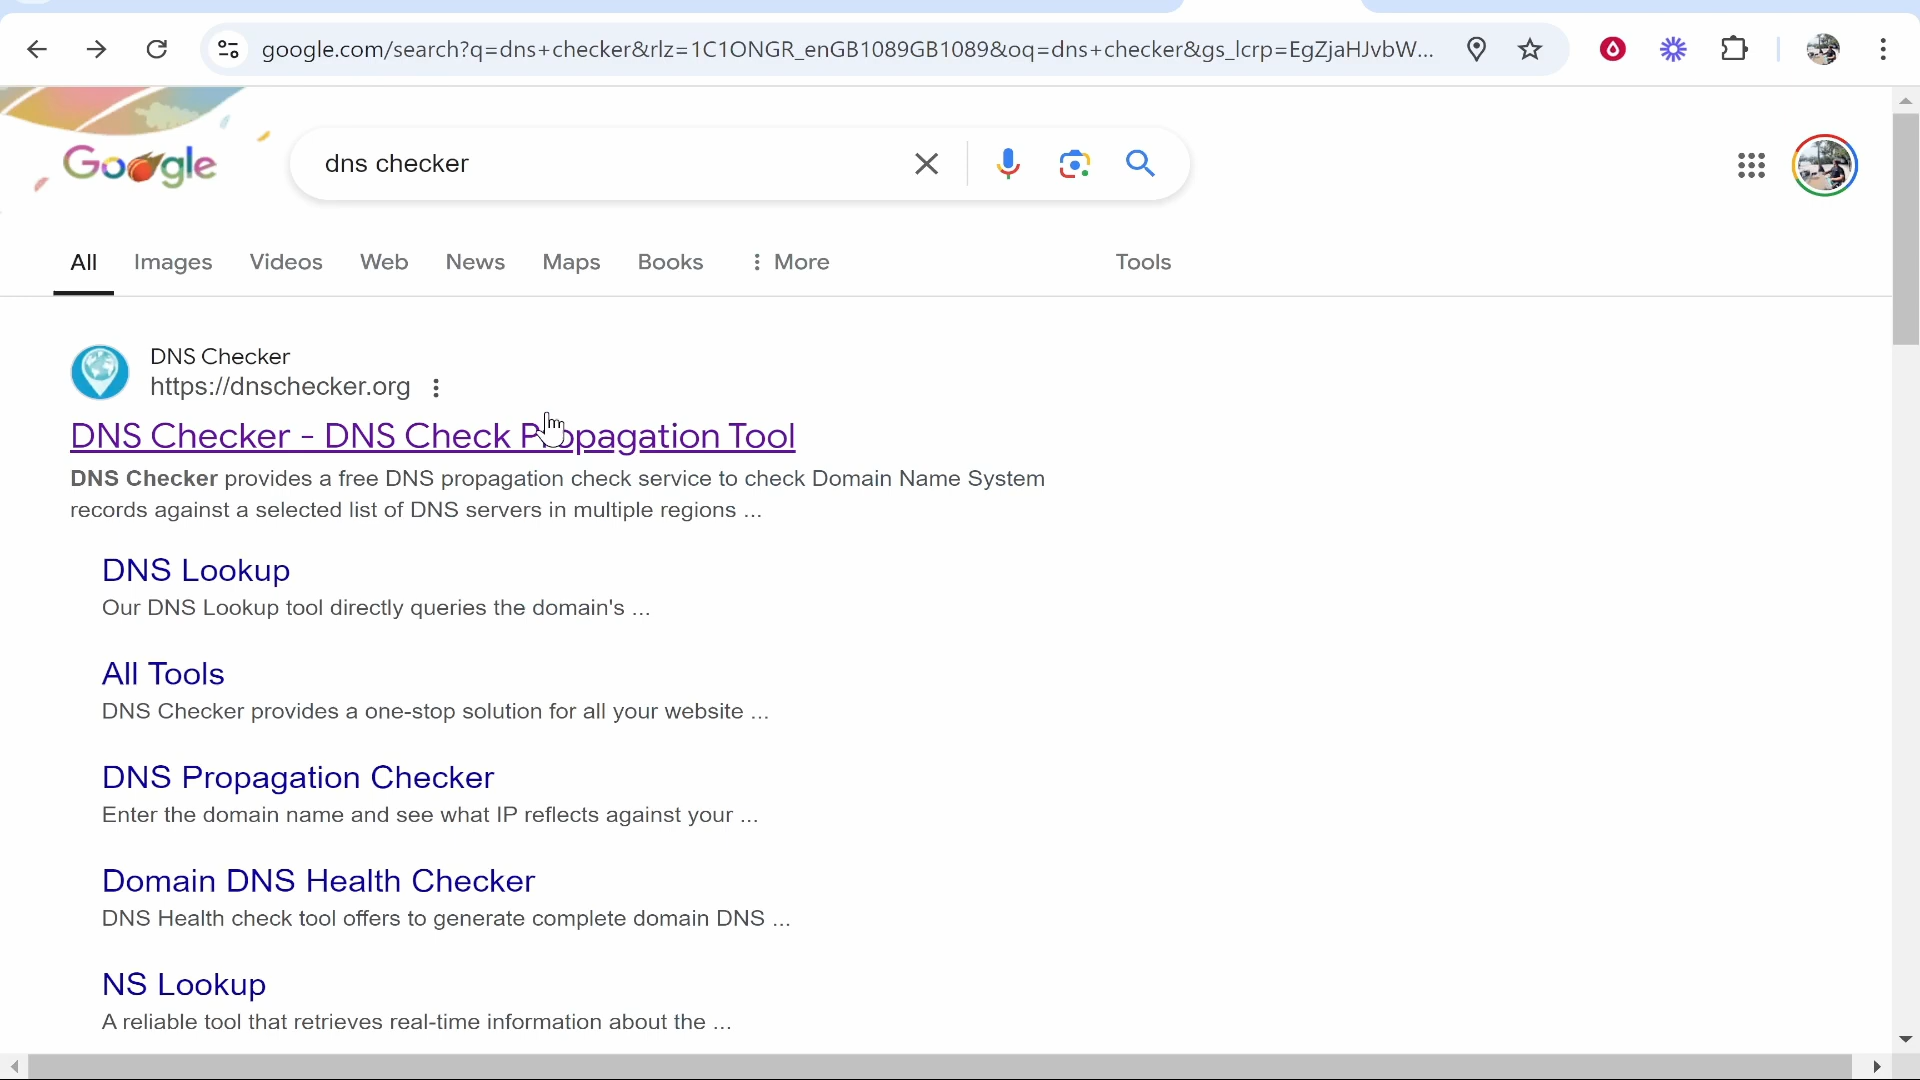 google.com/search?q=dns+checker&rlz=1C1ONGR_enGB1089GB1089&oq=dns+checker&gs_lcrp=EgZjaHJvbW...
Google
dns checker
All Images Videos Web News Maps Books More Tools
DNS Checker
https://dnschecker.org
DNS Checker - DNS Check Propagation Tool
DNS Checker provides a free DNS propagation check service to check Domain Name System
records against a selected list of DNS servers in multiple regions ...
DNS Lookup
Our DNS Lookup tool directly queries the domain's ...
All Tools
DNS Checker provides a one-stop solution for all your website ...
DNS Propagation Checker
Enter the domain name and see what IP reflects against your ...
Domain DNS Health Checker
DNS Health check tool offers to generate complete domain DNS ...
NS Lookup
A reliable tool that retrieves real-time information about the ...